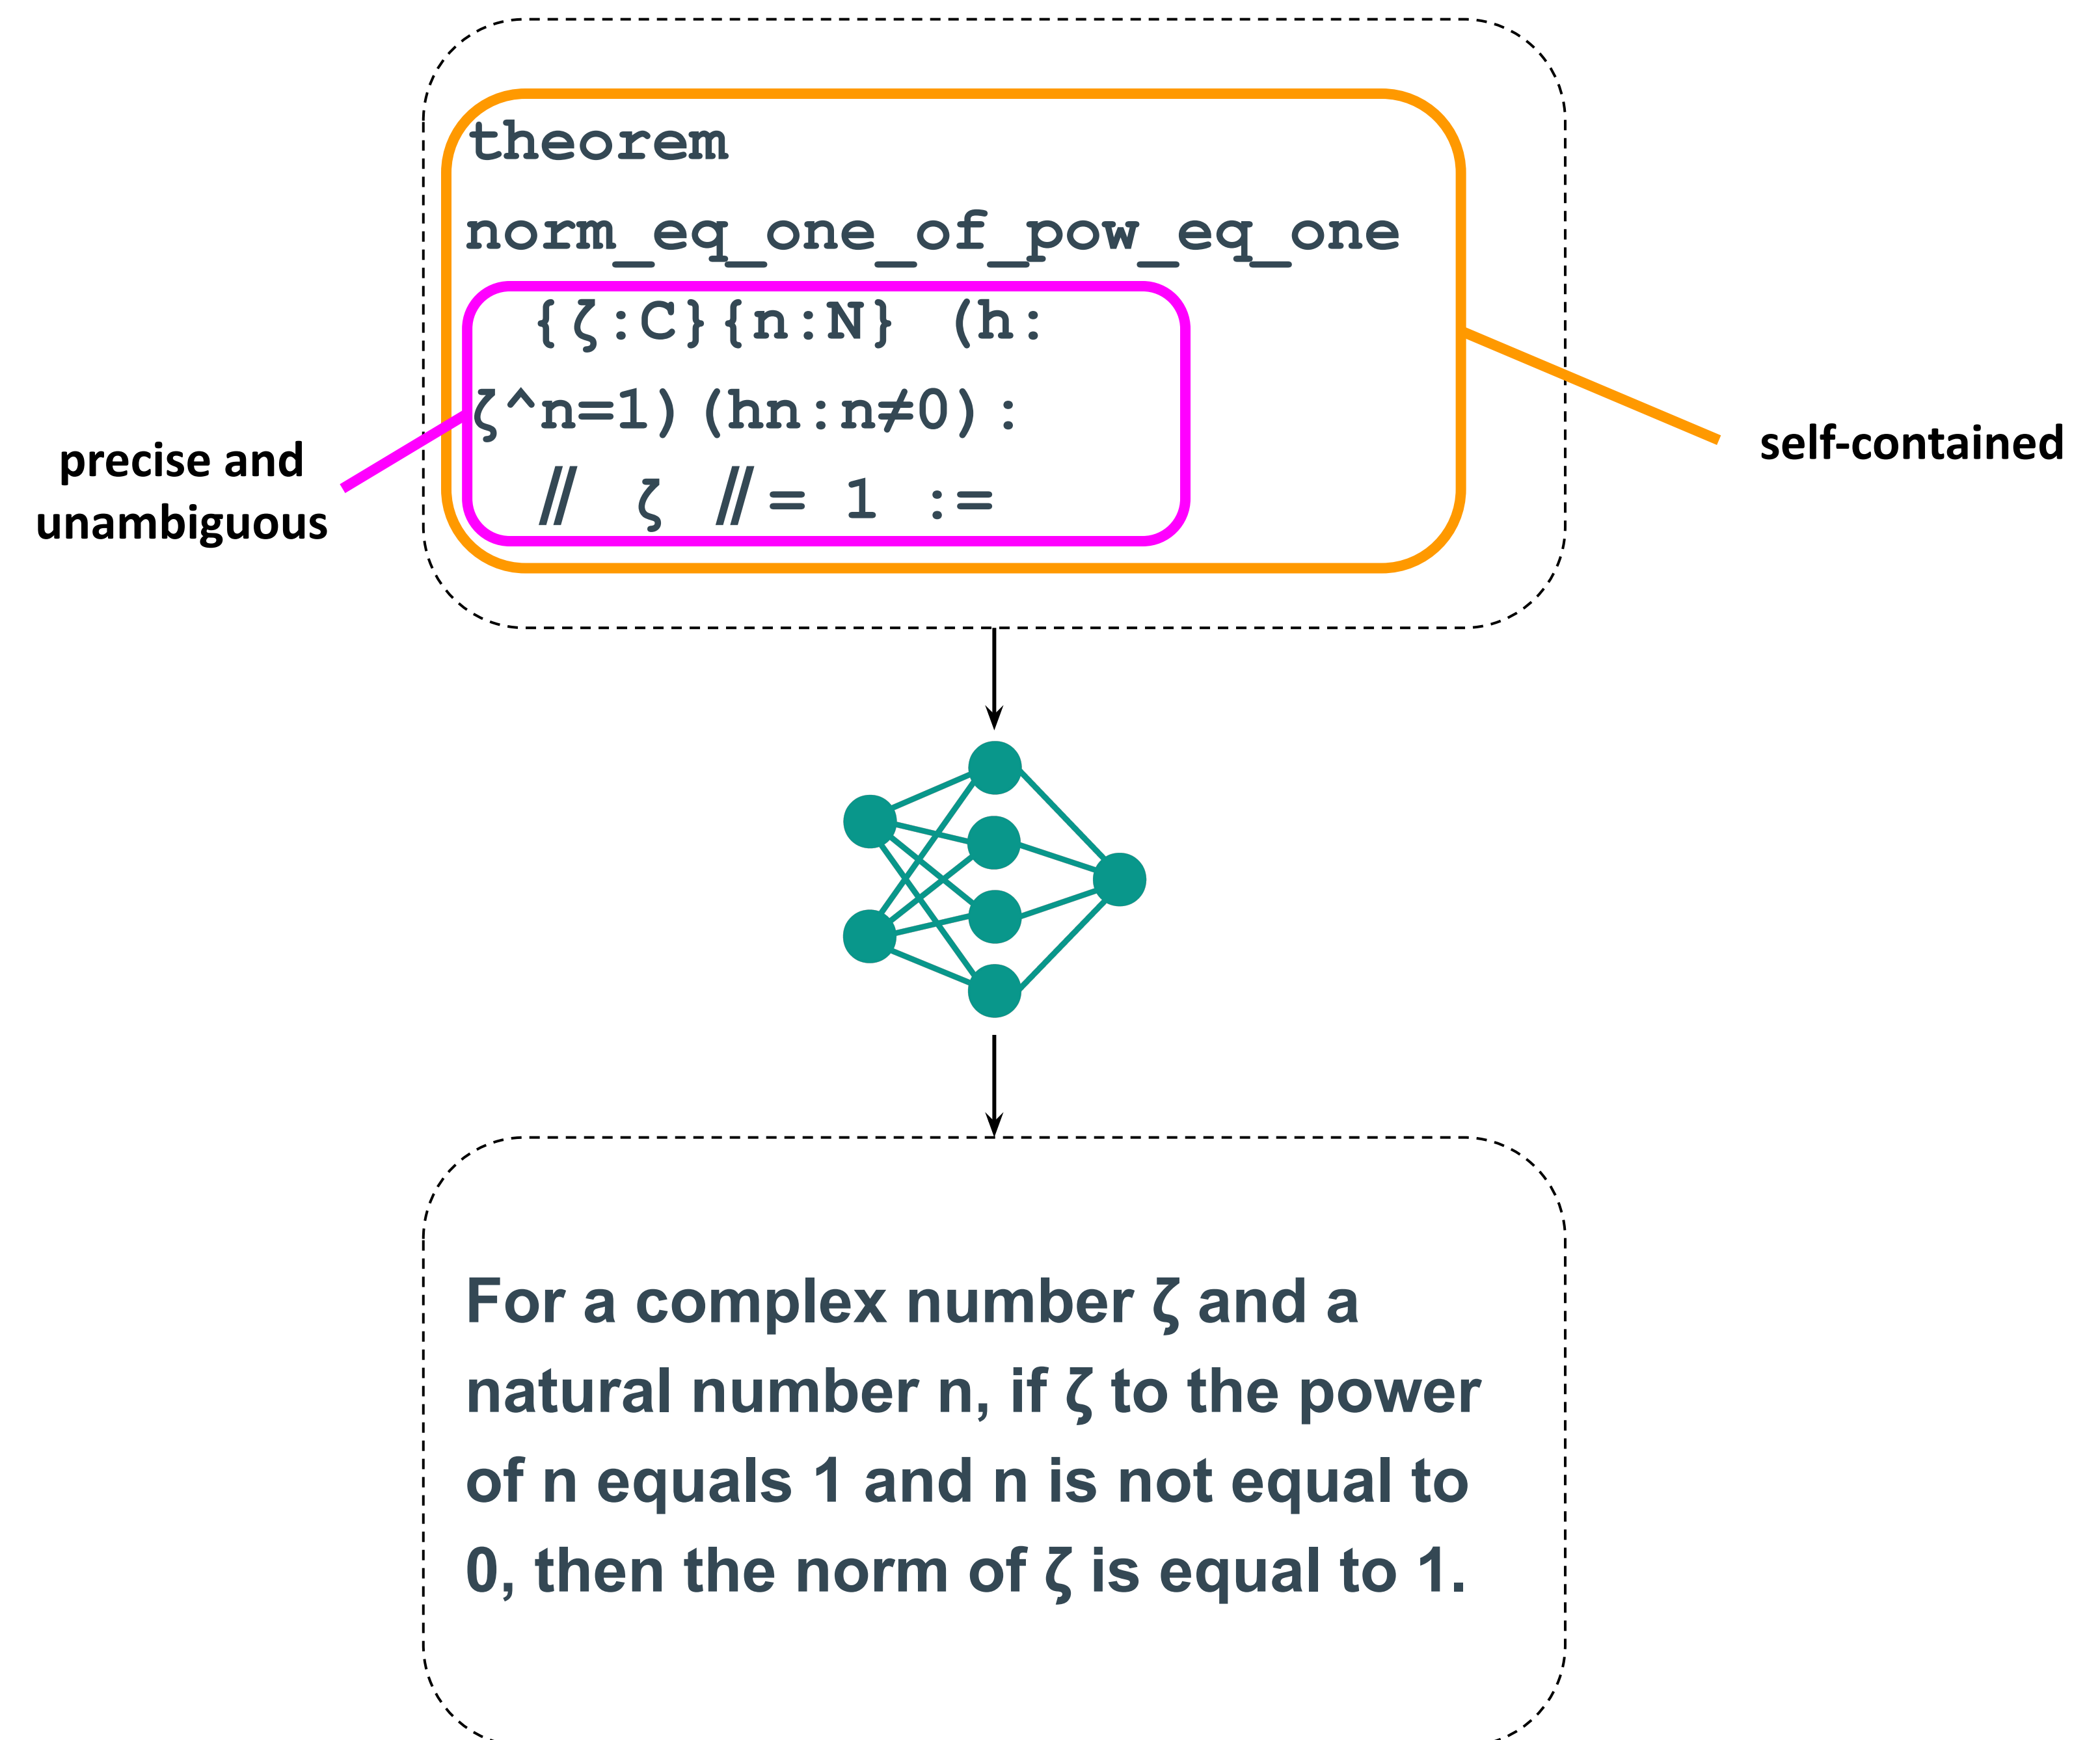 theorem
norm_eq_one_of_pow_eq_one
{ζ:C}{n:N} (h:
ζ^n=1)(hn:n≠0):
// ζ //= 1 :=
precise and
unambiguous
self-contained
For a complex number ζ and a
natural number n, if ζ to the power
of n equals 1 and n is not equal to
0, then the norm of ζ is equal to 1.